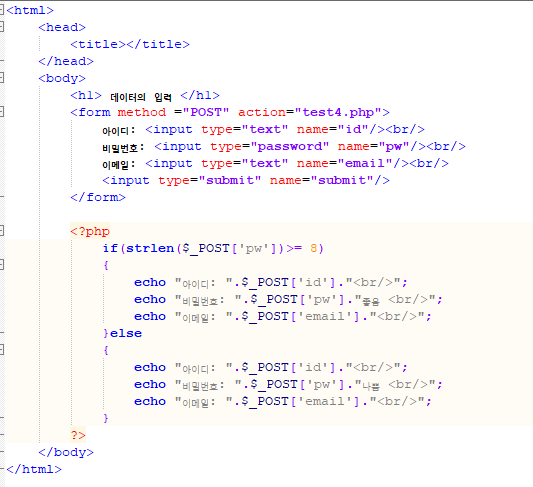 <html>
<head>
<title></title>
</head>
<body>
<h1> 데이터의 입력 </h1>
<form method ="POST" action="test4.php">
아이디: <input type="text" name="id"/><br/>
비밀번호: <input type="password" name="pw"/><br/>
이메일: <input type="text" name="email"/><br/>
<input type="submit" name="submit"/>
</form>
<?php
if(strlen($_POST['pw'])>= 8)
{
echo "아이디: ".$_POST['id']."<br/>";
echo "비밀번호: ".$_POST['pw']."좋음 <br/>";
echo "이메일: ".$_POST['email']."<br/>";
}else
{
echo "아이디: ".$_POST['id']."<br/>";
echo "비밀번호: ".$_POST['pw']."나쁨 <br/>";
echo "이메일: ".$_POST['email']."<br/>";
}
?>
</body>
</html>